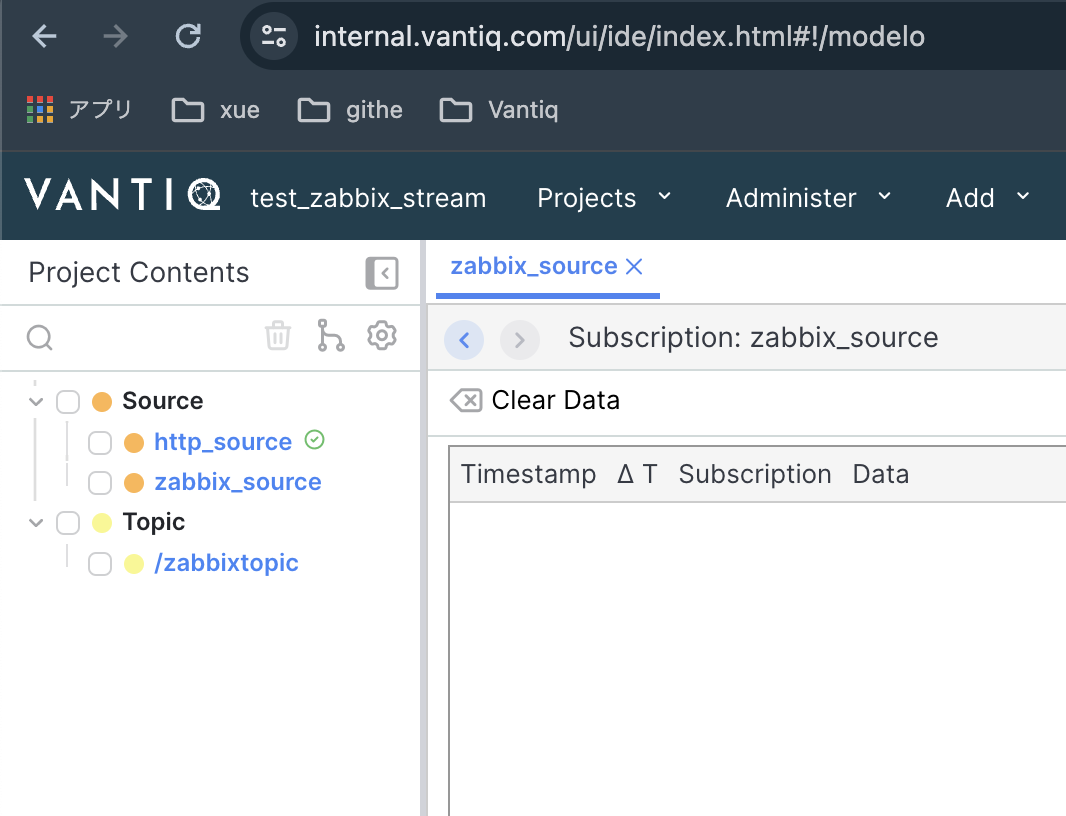 internal.vantiq.com/ui/ide/index.html#!/modelo
アプリ xue githe Vantiq
VANTIQ test_zabbix_stream Projects Administer Add
Project Contents
zabbix_source
Subscription: zabbix_source
Clear Data
Source
http_source
zabbix_source
Topic
/zabbixtopic
Timestamp Δ T Subscription Data